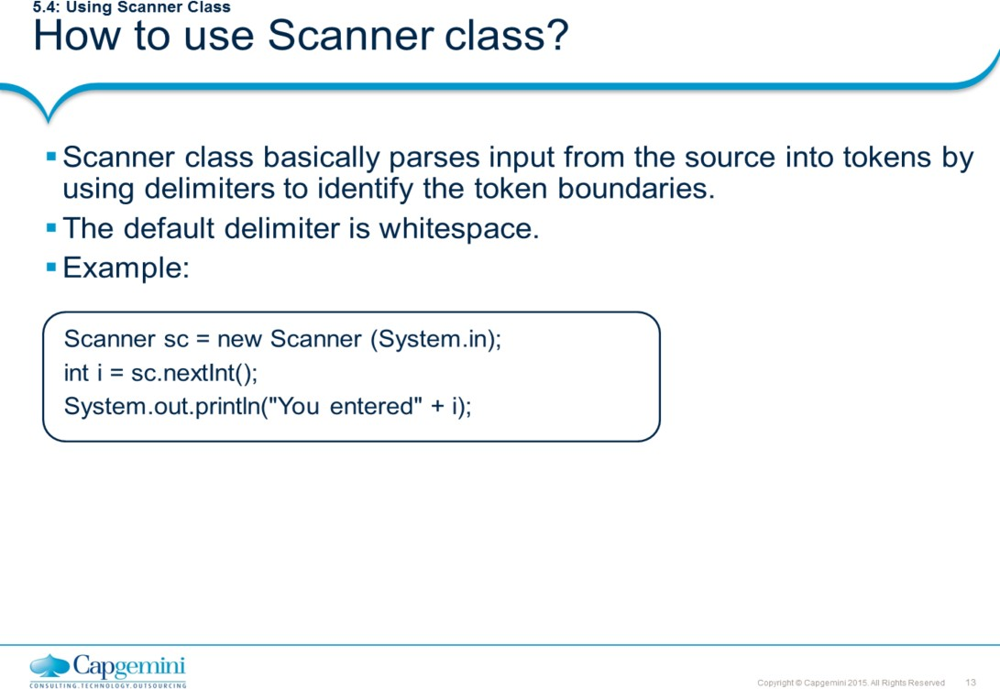 5.4: Using Scanner Class
How to use Scanner class?
▪ Scanner class basically parses input from the source into tokens by
using delimiters to identify the token boundaries.
▪ The default delimiter is whitespace.
▪ Example:
Scanner sc = new Scanner (System.in);
int i = sc.nextInt();
System.out.println("You entered" + i);
Capgemini
CONSULTING.TECHNOLOGY.OUTSOURCING
Copyright © Capgemini 2015. All Rights Reserved 13